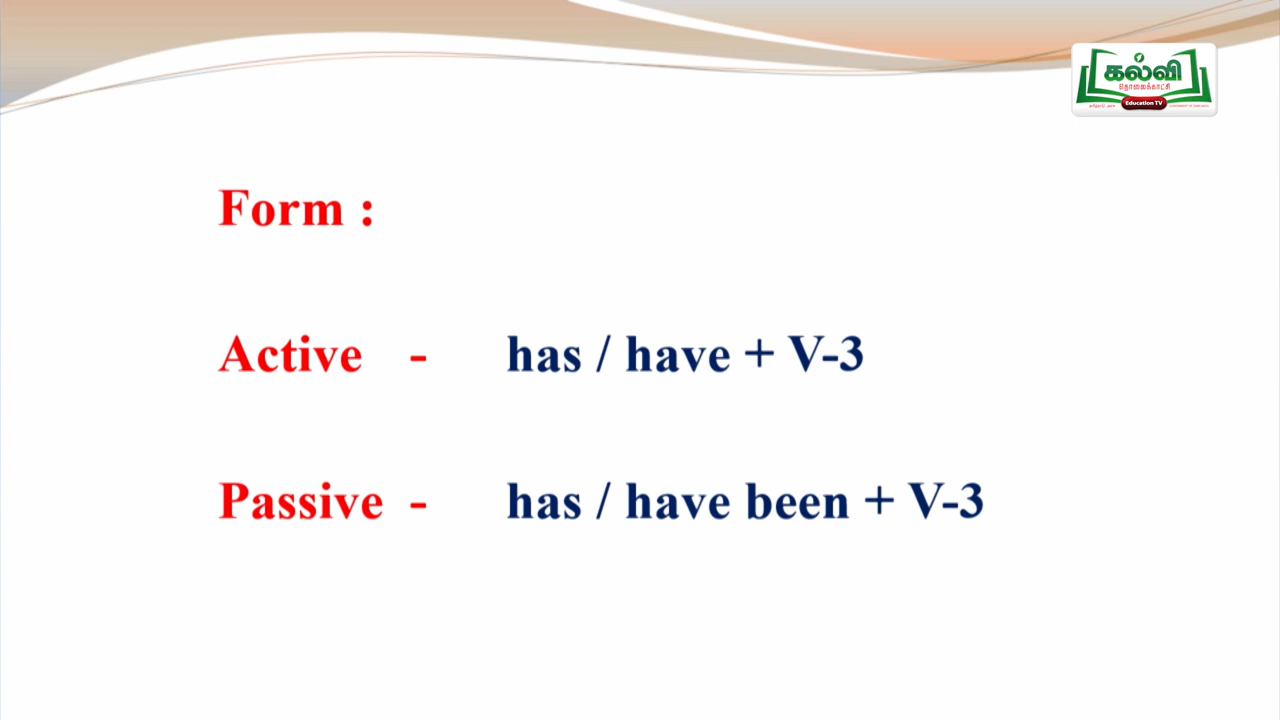 கல்வி
தொலைக்காட்சி
Education TV
Form :
Active - has / have + V-3
Passive - has / have been + V-3